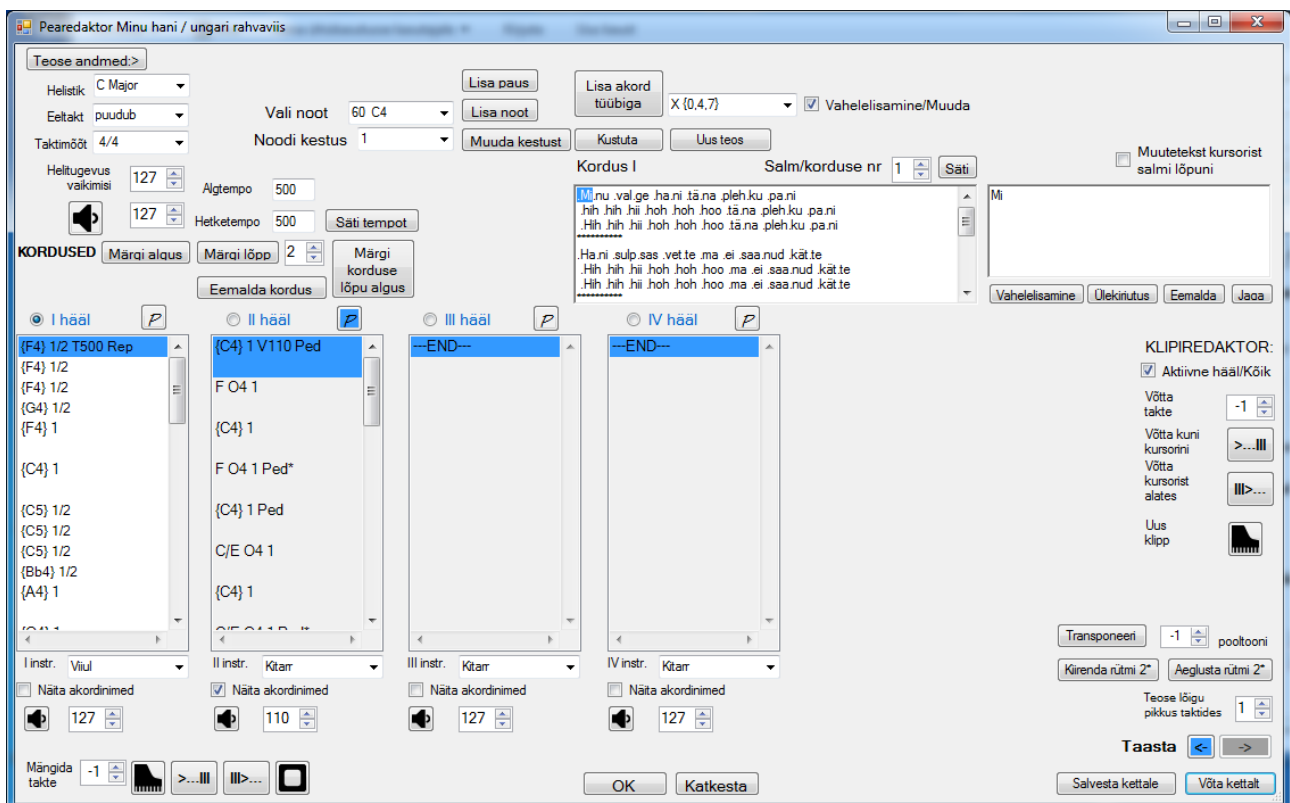 Pearedaktor Minu hani / ungari rahvaviis
Teose andmed:>
Helistik C Major
Eeltakt puudub
Taktimõõt 4/4
Helitugevus vaikimisi 127
127
Vali noot 60 C4
Noodi kestus 1
Lisa paus
Lisa noot
Muuda kestust
Lisa akord tüübiga
X {0,4,7}
Vahelelisamine/Muuda
Kustuta
Uus teos
Algtempo 500
Hetketempo 500
Säti tempot
KORDUSED
Märgi algus
Märgi lõpp
2
Märgi korduse lõpu algus
Eemalda kordus
Kordus I
Salm/korduse nr 1
Säti
Muutetekst kursorist salmi lõpuni
.Mi.nu .val.ge .ha.ni .tä.na .pleh.ku .pa.ni
.hih .hih .hii .hoh .hoh .hoo .tä.na .pleh.ku .pa.ni
.Hih .hih .hii .hoh .hoh .hoo .tä.na .pleh.ku .pa.ni
**********
.Ha.ni .sulp.sas .vet.te .ma .ei .saa.nud .kät.te
.Hih .hih .hii .hoh .hoh .hoo .ma .ei .saa.nud .kät.te
.Hih .hih .hii .hoh .hoh .hoo .ma .ei .saa.nud .kät.te
**********
Mi
Vahelelisamine
Ülekirjutus
Eemalda
Jaga
I hääl
P
II hääl
P
III hääl
P
IV hääl
P
{F4} 1/2 T500 Rep
{F4} 1/2
{F4} 1/2
{G4} 1/2
{F4} 1
{C4} 1
{C5} 1/2
{C5} 1/2
{C5} 1/2
{Bb4} 1/2
{A4} 1
{C4} 1 V110 Ped
F O4 1
{C4} 1
F O4 1 Ped*
{C4} 1 Ped
C/E O4 1
{C4} 1
---END---
---END---
KLIPIREDAKTOR:
Aktiivne hääl/Kõik
Võtta takte
-1
Võtta kuni kursorini
>...III
Võtta kursorist alates
III>...
Uus klipp
I instr. Viiul
II instr. Kitarr
III instr. Kitarr
IV instr. Kitarr
Näita akordinimed
Näita akordinimed
Näita akordinimed
Näita akordinimed
127
110
127
127
Transponeeri
-1
pooltooni
Kiirenda rütmi 2*
Aeglusta rütmi 2*
Teose lõigu pikkus taktides
1
Taasta
<-
->
Mängida takte
-1
>...III
III>...
OK
Katkesta
Salvesta kettale
Võta kettalt